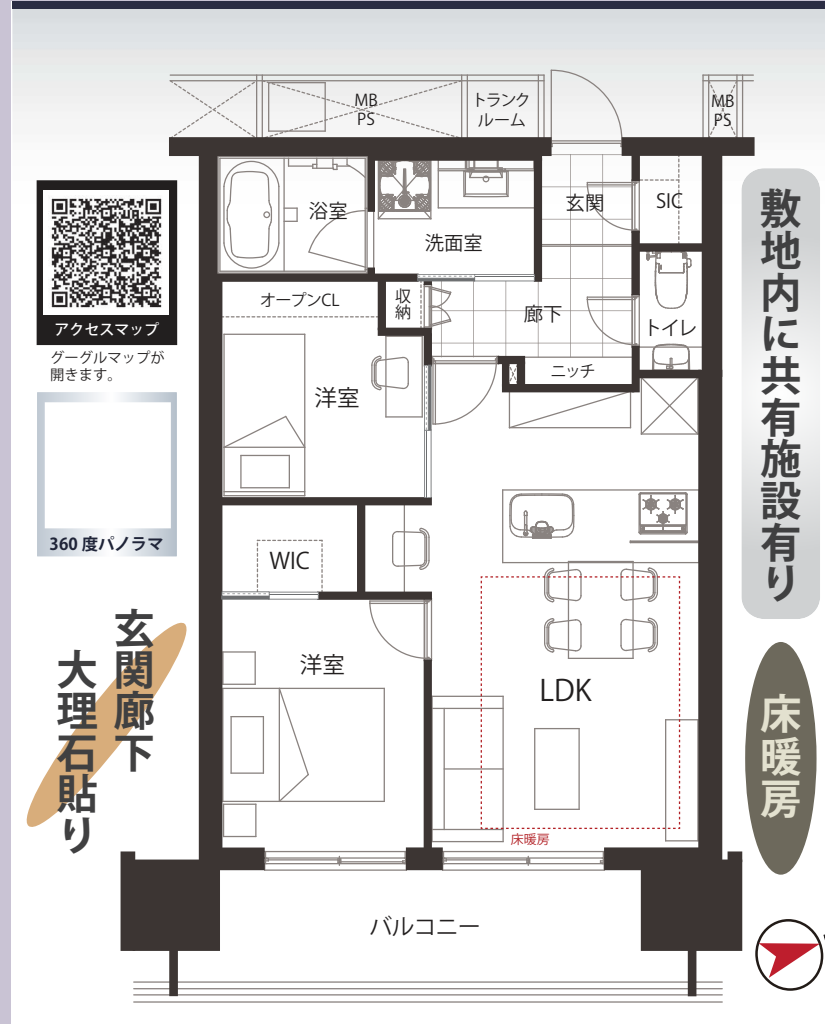 MB
PS
トランク
ルーム
MB
PS
浴室
洗面室
玄関
SIC
オープンCL
収納
廊下
トイレ
ニッチ
洋室
WIC
洋室
LDK
床暖房
バルコニー
アクセスマップ
グーグルマップが
開きます。
360度パノラマ
玄関廊下
大理石貼り
敷地内に共有施設有り
床暖房